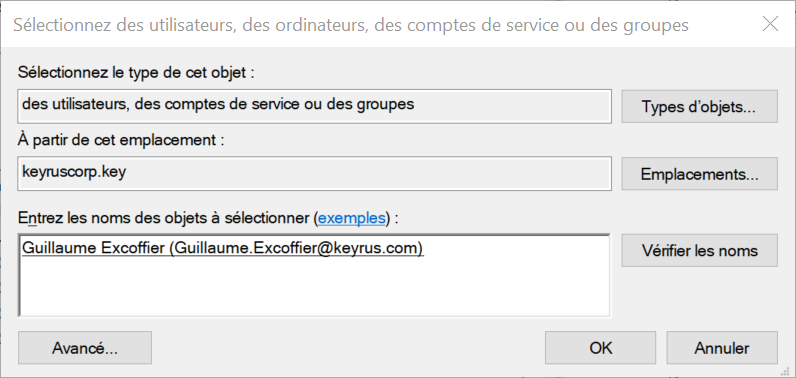 Sélectionnez des utilisateurs, des ordinateurs, des comptes de service ou des groupes
Sélectionnez le type de cet objet :
des utilisateurs, des comptes de service ou des groupes
Types d'objets...
À partir de cet emplacement :
keyruscorp.key
Emplacements...
Entrez les noms des objets à sélectionner (exemples) :
Guillaume Excoffier (Guillaume.Excoffier@keyrus.com)
Vérifier les noms
Avancé...
OK
Annuler